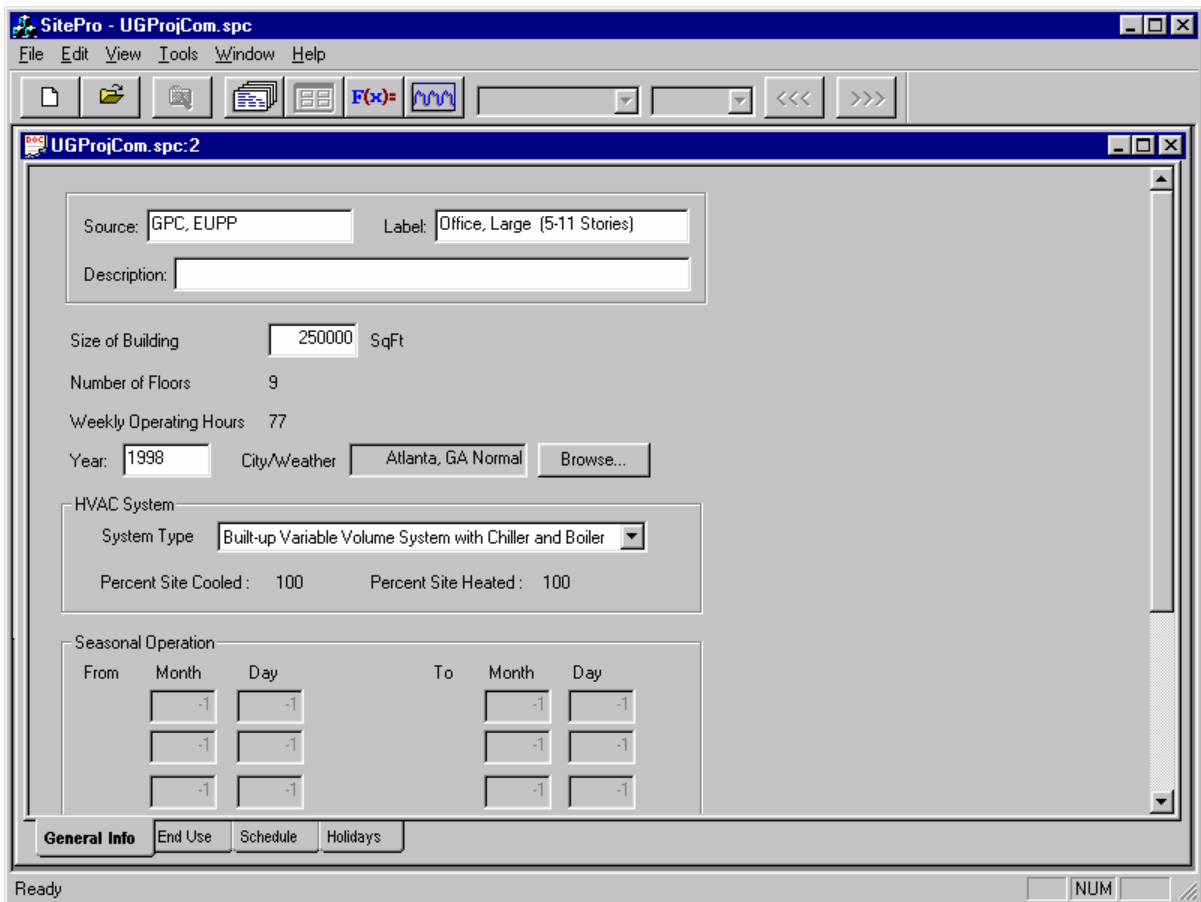 SitePro - UGProjCom.spc
File Edit View Tools Window Help
F(x)= <<< >>>
DOC UGProjCom.spc:2
Source: GPC, EUPP Label: Office, Large (5-11 Stories)
Description:
Size of Building 250000 SqFt
Number of Floors 9
Weekly Operating Hours 77
Year: 1998 City/Weather Atlanta, GA Normal Browse...
HVAC System
System Type Built-up Variable Volume System with Chiller and Boiler
Percent Site Cooled : 100 Percent Site Heated : 100
Seasonal Operation
From Month Day To Month Day
-1 -1 -1 -1
-1 -1 -1 -1
-1 -1 -1 -1
General Info End Use Schedule Holidays
Ready NUM